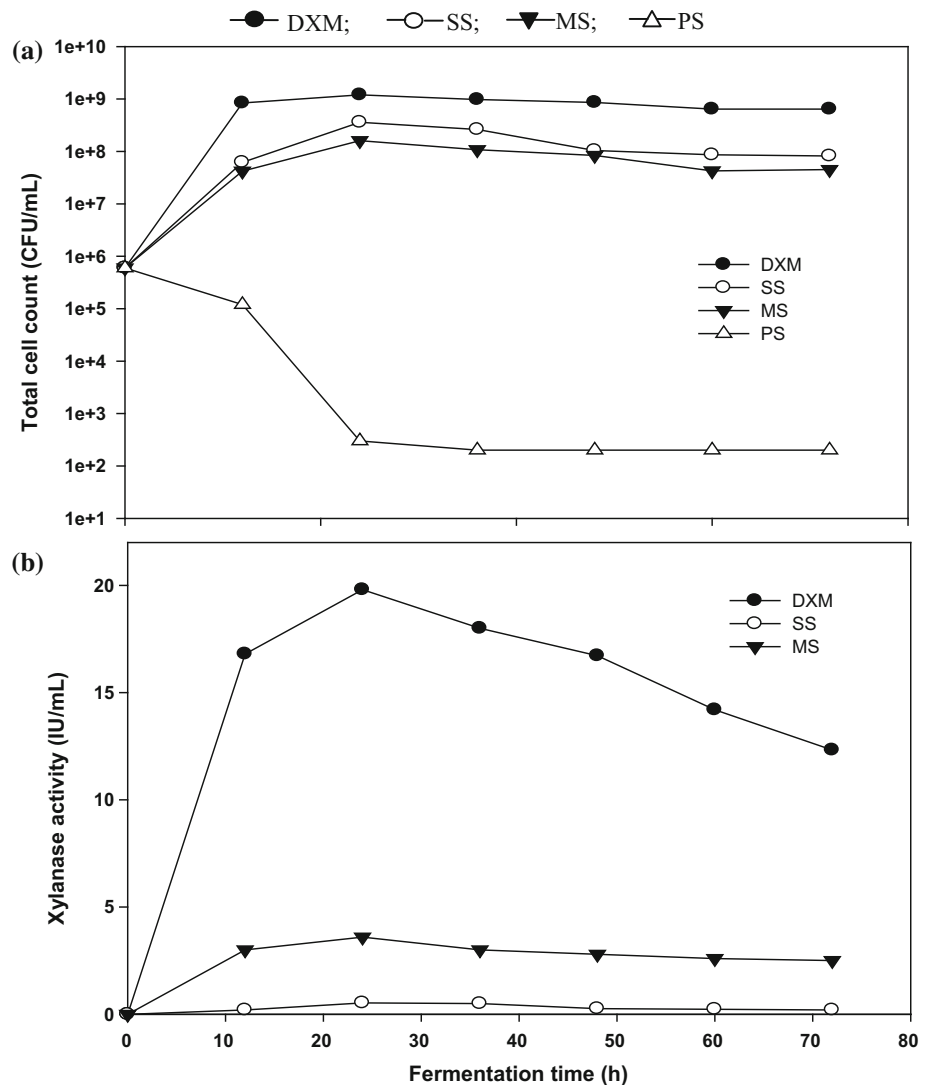 DXM; SS; MS; PS
(a)
1e+10
1e+9
1e+8
1e+7
1e+6
1e+5
1e+4
1e+3
1e+2
1e+1
Total cell count (CFU/mL)
DXM
SS
MS
PS
(b)
20
15
10
5
0
Xylanase activity (IU/mL)
DXM
SS
MS
0 10 20 30 40 50 60 70 80
Fermentation time (h)